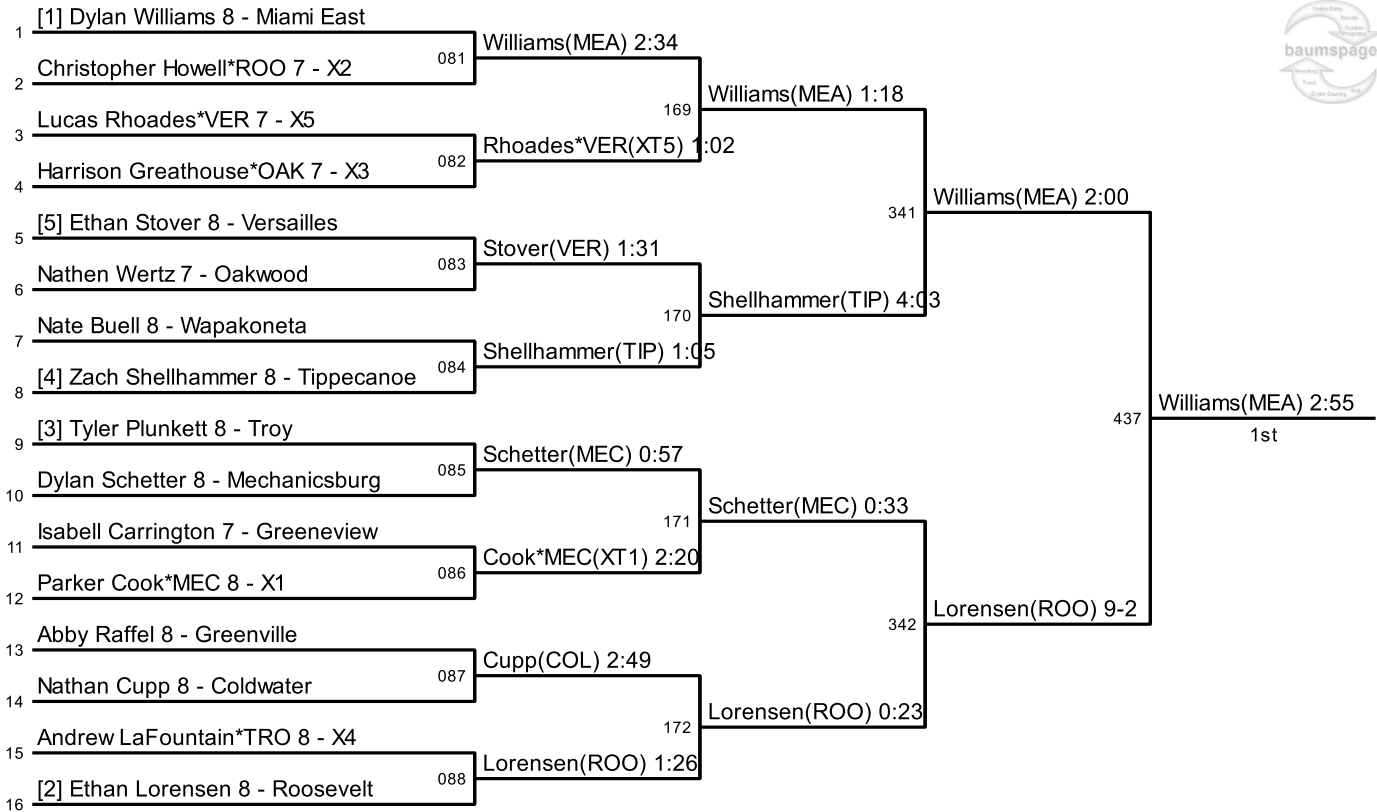 [1] Dylan Williams 8 - Miami East
1
Williams(MEA) 2:34
081
Christopher Howell*ROO 7 - X2
2
Williams(MEA) 1:18
169
Lucas Rhoades*VER 7 - X5
3
Rhoades*VER(XT5) 1:02
082
Harrison Greathouse*OAK 7 - X3
4
Williams(MEA) 2:00
341
[5] Ethan Stover 8 - Versailles
5
Stover(VER) 1:31
083
Nathen Wertz 7 - Oakwood
6
Shellhammer(TIP) 4:03
170
Nate Buell 8 - Wapakoneta
7
Shellhammer(TIP) 1:05
084
[4] Zach Shellhammer 8 - Tippecanoe
8
Williams(MEA) 2:55
437
1st
[3] Tyler Plunkett 8 - Troy
9
Schetter(MEC) 0:57
085
Dylan Schetter 8 - Mechanicsburg
10
Schetter(MEC) 0:33
171
Isabell Carrington 7 - Greeneview
11
Cook*MEC(XT1) 2:20
086
Parker Cook*MEC 8 - X1
12
Lorensen(ROO) 9-2
342
Abby Raffel 8 - Greenville
13
Cupp(COL) 2:49
087
Nathan Cupp 8 - Coldwater
14
Lorensen(ROO) 0:23
172
Andrew LaFountain*TRO 8 - X4
15
Lorensen(ROO) 1:26
088
[2] Ethan Lorensen 8 - Roosevelt
16
baumspage